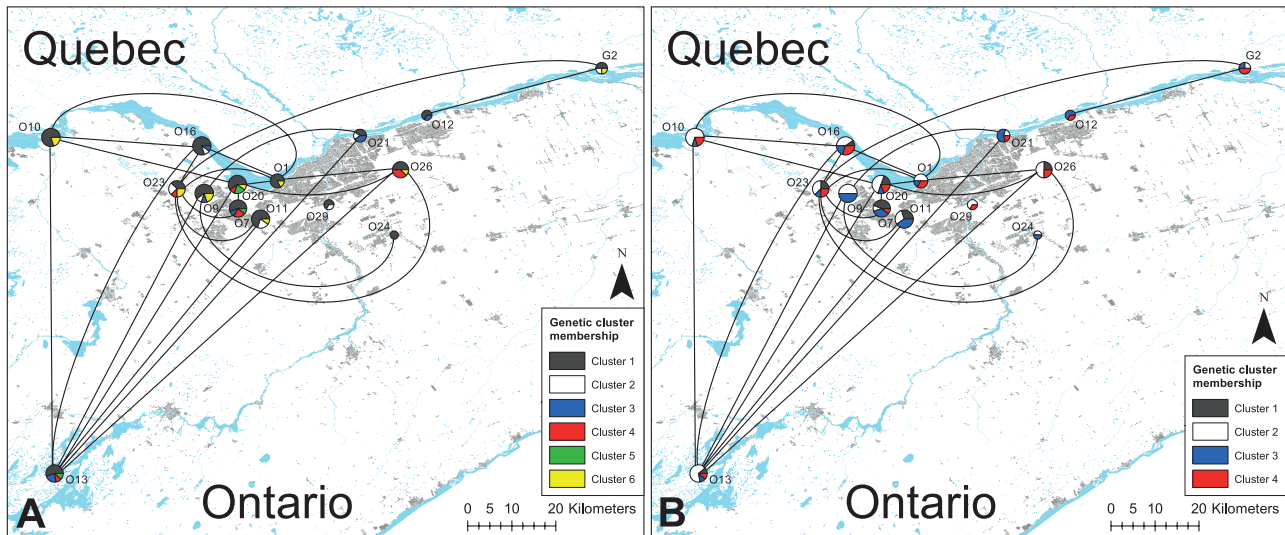 Quebec
G2
O12
O10
O16
O21
O1
O26
O23
O20
O9
O11
O29
O7
O24
N
Genetic cluster
membership
Cluster 1
Cluster 2
Cluster 3
Cluster 4
Cluster 5
Cluster 6
O13
A
Ontario
0 5 10 20 Kilometers
Quebec
G2
O12
O10
O16
O21
O1
O26
O23
O20
O9
O11
O29
O7
O24
N
Genetic cluster
membership
Cluster 1
Cluster 2
Cluster 3
Cluster 4
O13
B
Ontario
0 5 10 20 Kilometers